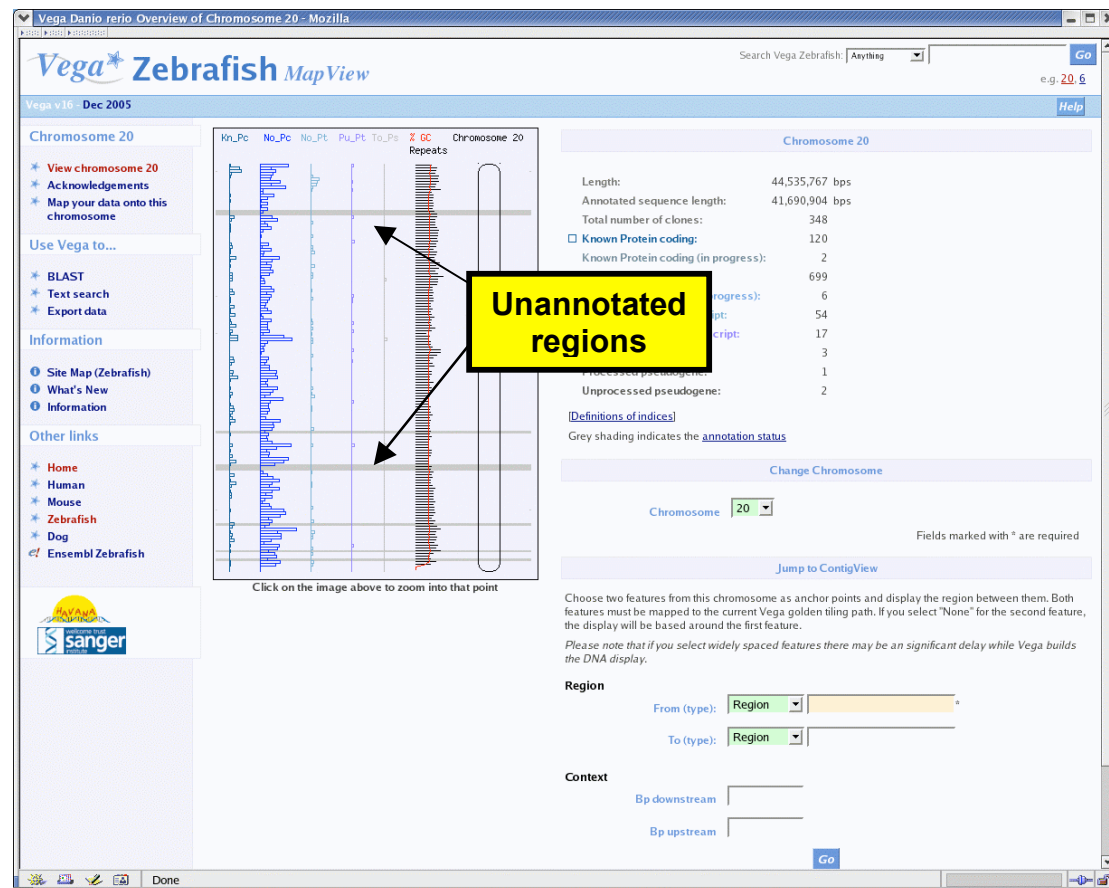 Vega Danio rerio Overview of Chromosome 20 - Mozilla
Vega Zebrafish MapView
Search Vega Zebrafish: Anything Go
e.g. 20, 6
Vega v16 - Dec 2005 Help
Chromosome 20
View chromosome 20
Acknowledgements
Map your data onto this
chromosome
Use Vega to...
BLAST
Text search
Export data
Information
Site Map (Zebrafish)
What's New
Information
Other links
Home
Human
Mouse
Zebrafish
Dog
e! Ensembl Zebrafish
HAVANA
wellcome trust
sanger
institute
Kn_Pc No_Pc No_Pt Pu_Pt To_Ps % GC Chromosome 20
Repeats
Unannotated
regions
Click on the image above to zoom into that point
Chromosome 20
Length: 44,535,767 bps
Annotated sequence length: 41,690,904 bps
Total number of clones: 348
Known Protein coding: 120
Known Protein coding (in progress): 2
699
progress): 6
ipt: 54
cript: 17
3
Processed pseudogene: 1
Unprocessed pseudogene: 2
[Definitions of indices]
Grey shading indicates the annotation status
Change Chromosome
Chromosome 20
Fields marked with * are required
Jump to ContigView
Choose two features from this chromosome as anchor points and display the region between them. Both
features must be mapped to the current Vega golden tiling path. If you select "None" for the second feature,
the display will be based around the first feature.
Please note that if you select widely spaced features there may be an significant delay while Vega builds
the DNA display.
Region
From (type): Region *
To (type): Region
Context
Bp downstream
Bp upstream
Go
Done